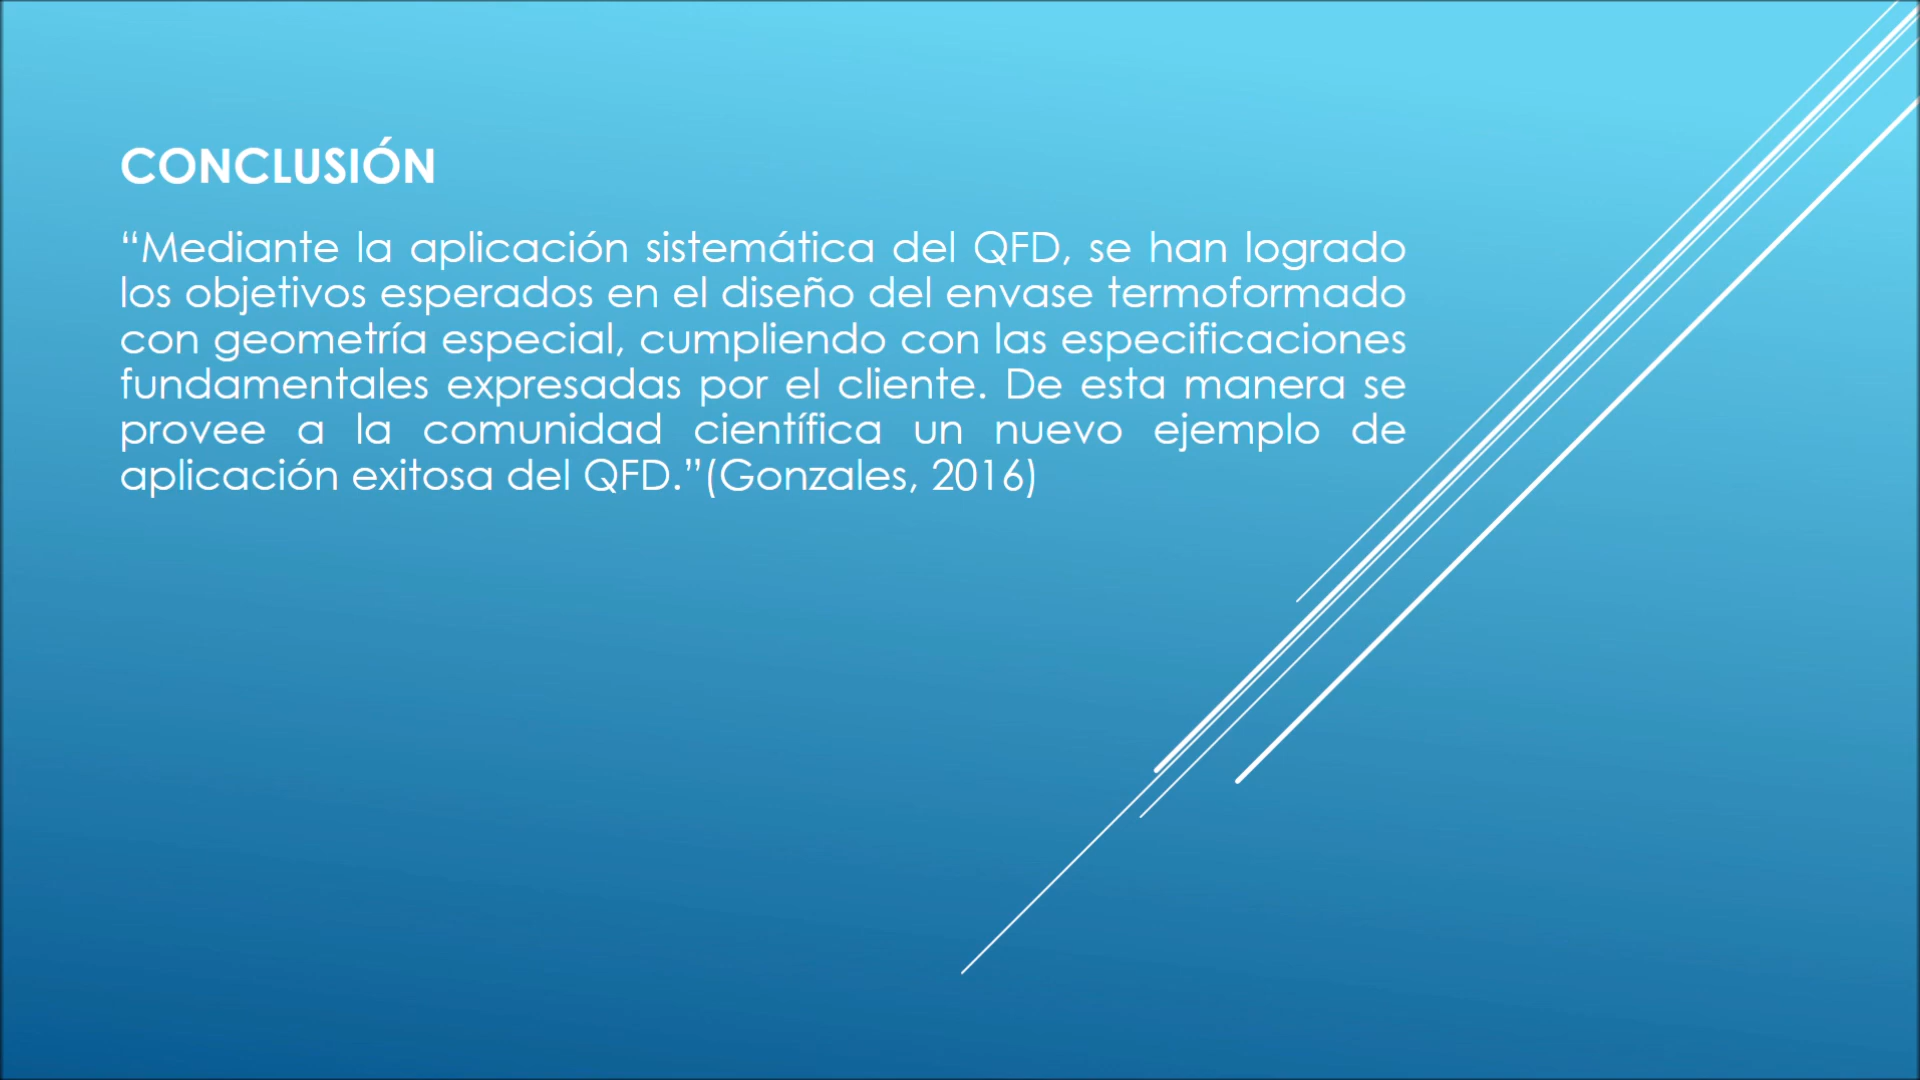 CONCLUSIÓN
“Mediante la aplicación sistemática del QFD, se han logrado
los objetivos esperados en el diseño del envase termoformado
con geometría especial, cumpliendo con las especificaciones
fundamentales expresadas por el cliente. De esta manera se
provee a la comunidad científica un nuevo ejemplo de
aplicación exitosa del QFD.”(Gonzales, 2016)